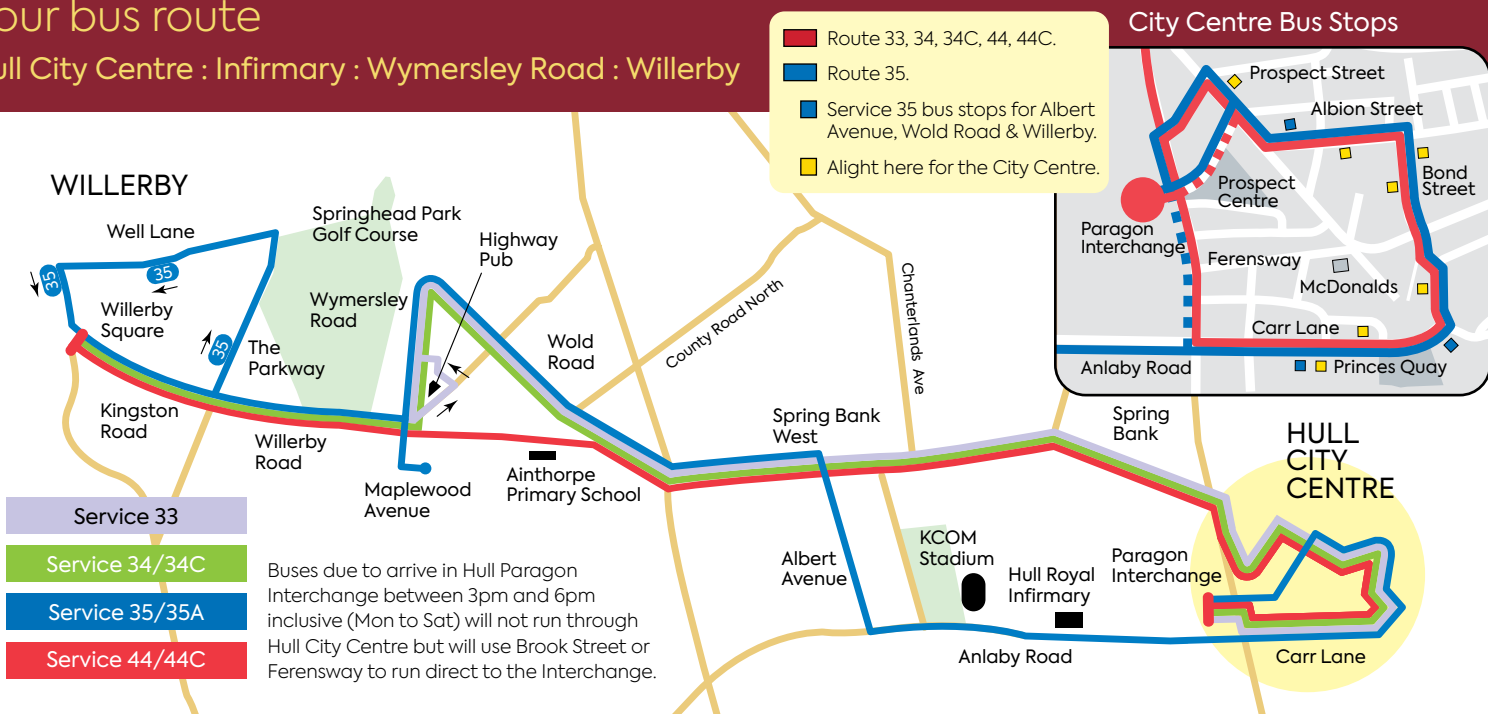 our bus route
ull City Centre : Infirmary : Wymersley Road : Willerby
Route 33, 34, 34C, 44, 44C.
Route 35.
Service 35 bus stops for Albert
Avenue, Wold Road & Willerby.
Alight here for the City Centre.
City Centre Bus Stops
Prospect Street
Albion Street
Bond
Street
Prospect
Centre
Paragon
Interchange
Ferensway
McDonalds
Carr Lane
Anlaby Road
Princes Quay
WILLERBY
Well Lane
35
35
35
Willerby
Square
The
Parkway
Kingston
Road
Willerby
Road
Springhead Park
Golf Course
Wymersley
Road
Highway
Pub
Wold
Road
County Road North
Chanterlands Ave
Maplewood
Avenue
Ainthorpe
Primary School
Spring Bank
West
Spring
Bank
Albert
Avenue
KCOM
Stadium
Hull Royal
Infirmary
Anlaby Road
Paragon
Interchange
HULL
CITY
CENTRE
Carr Lane
Service 33
Service 34/34C
Service 35/35A
Service 44/44C
Buses due to arrive in Hull Paragon
Interchange between 3pm and 6pm
inclusive (Mon to Sat) will not run through
Hull City Centre but will use Brook Street or
Ferensway to run direct to the Interchange.